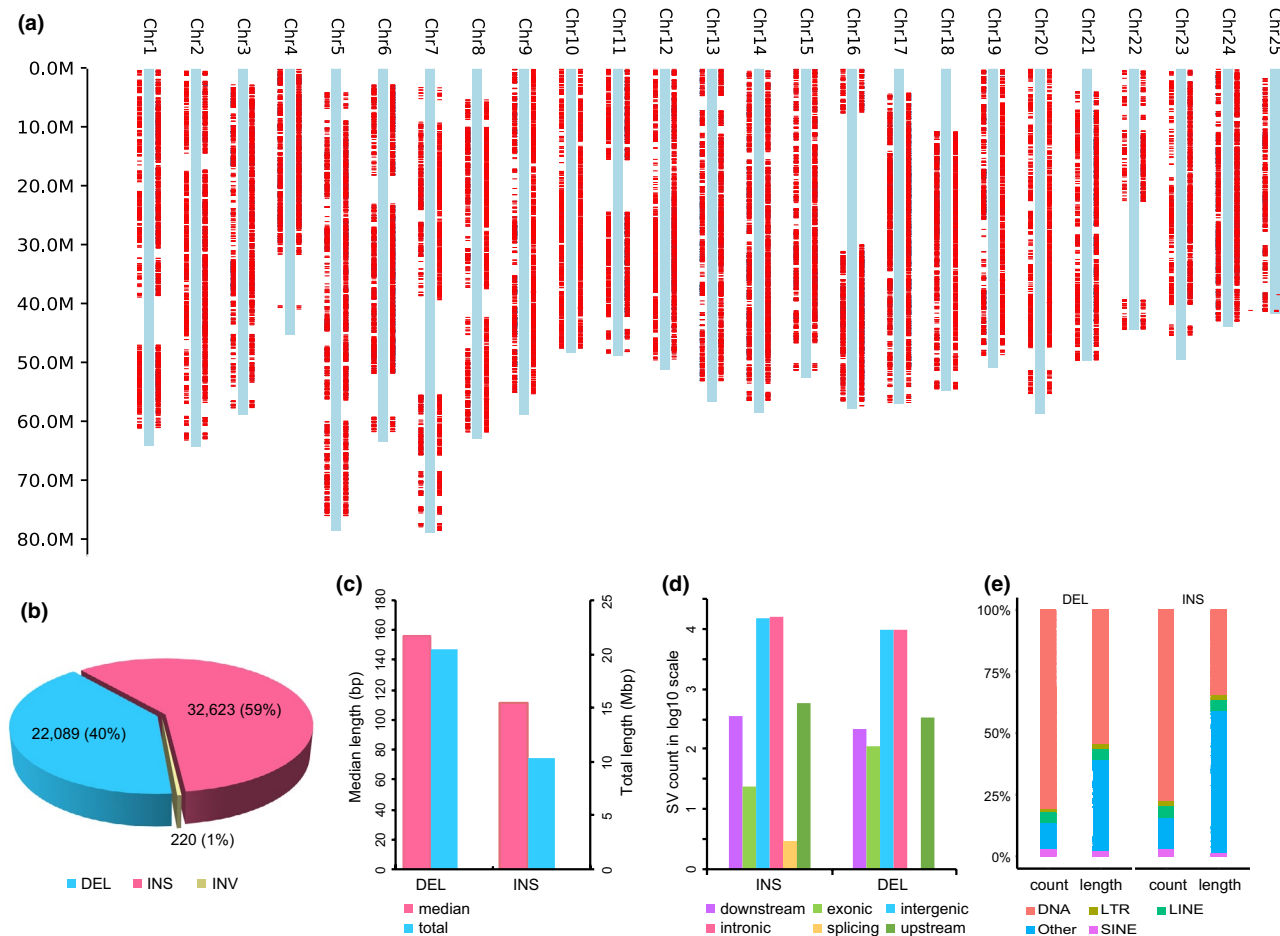 (a)
Chr1 Chr2 Chr3 Chr4 Chr5 Chr6 Chr7 Chr8 Chr9 Chr10 Chr11 Chr12 Chr13 Chr14 Chr15 Chr16 Chr17 Chr18 Chr19 Chr20 Chr21 Chr22 Chr23 Chr24 Chr25
0.0M
10.0M
20.0M
30.0M
40.0M
50.0M
60.0M
70.0M
80.0M
(b)
32,623 (59%)
22,089 (40%)
220 (1%)
DEL INS INV
(c)
Median length (bp)
180
160
140
120
100
80
60
40
20
0
Total length (Mbp)
25
20
15
10
5
0
DEL INS
median
total
(d)
SV count in log10 scale
4
3
2
1
0
INS DEL
downstream exonic intergenic
intronic splicing upstream
(e)
DEL INS
100%
75%
50%
25%
0%
count length count length
DNA LTR LINE
Other SINE